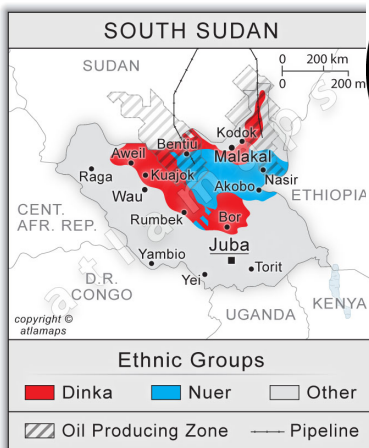 SOUTH SUDAN
0 200 km
0 200 m
SUDAN
Kodok
Bentiu
Malakal
Aweil
Nasir
Raga
Kuajok
Akobo
ETHIOPIA
Wau
CENT.
AFR. REP.
Rumbek
Bor
Juba
Yambio
Torit
D.R.
CONGO
Yei
KENYA
UGANDA
copyright ©
atlamaps
Ethnic Groups
Dinka Nuer Other
Oil Producing Zone Pipeline